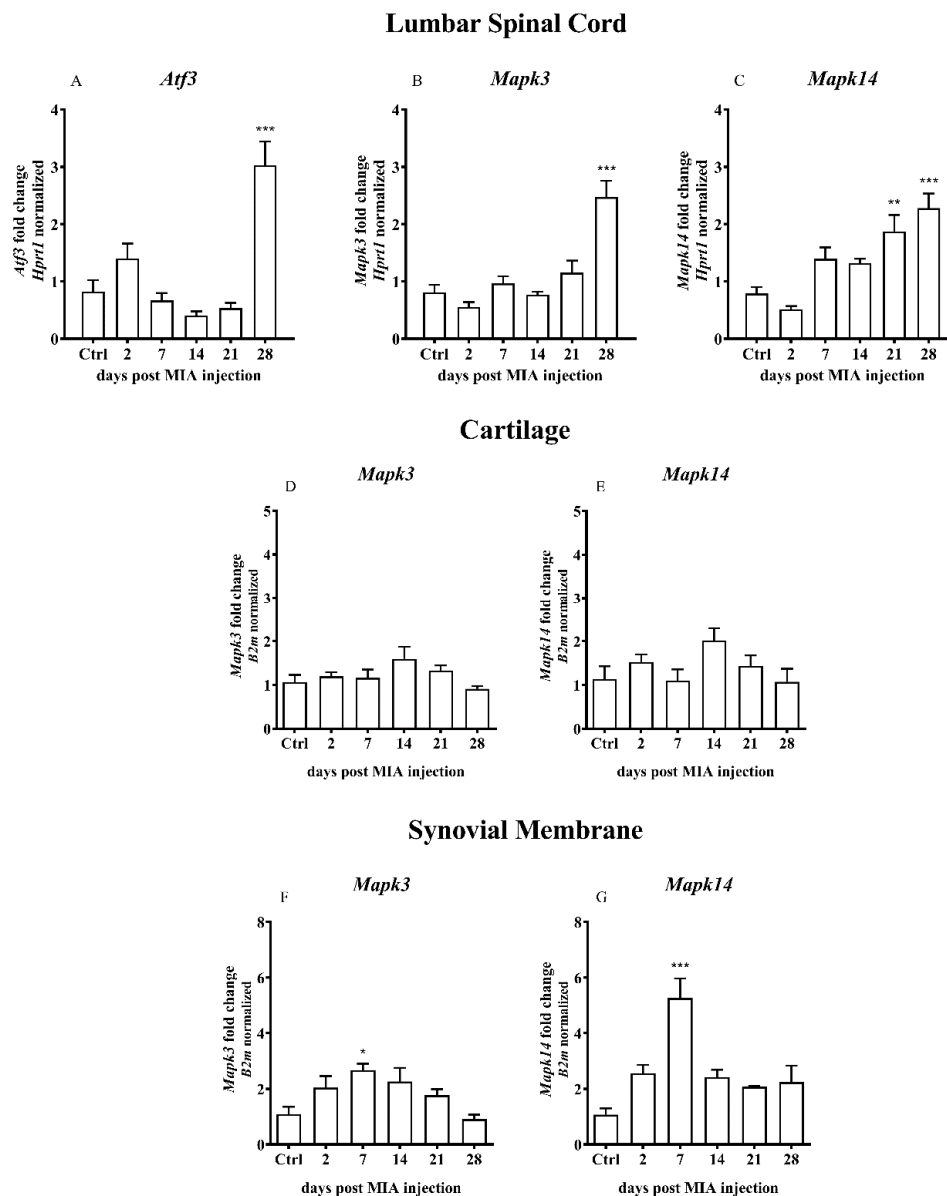 Lumbar Spinal Cord
A
Atf3
Atf3 fold change
Hprt1 normalized
4
3
2
1
0
***
Ctrl 2 7 14 21 28
days post MIA injection
B
Mapk3
Mapk3 fold change
Hprt1 normalized
4
3
2
1
0
***
Ctrl 2 7 14 21 28
days post MIA injection
C
Mapk14
Mapk14 fold change
Hprt1 normalized
4
3
2
1
0
**
***
Ctrl 2 7 14 21 28
days post MIA injection
Cartilage
D
Mapk3
Mapk3 fold change
B2m normalized
5
4
3
2
1
0
Ctrl 2 7 14 21 28
days post MIA injection
E
Mapk14
Mapk14 fold change
B2m normalized
5
4
3
2
1
0
Ctrl 2 7 14 21 28
days post MIA injection
Synovial Membrane
F
Mapk3
Mapk3 fold change
B2m normalized
8
6
4
2
0
*
Ctrl 2 7 14 21 28
days post MIA injection
G
Mapk14
Mapk14 fold change
B2m normalized
8
6
4
2
0
***
Ctrl 2 7 14 21 28
days post MIA injection